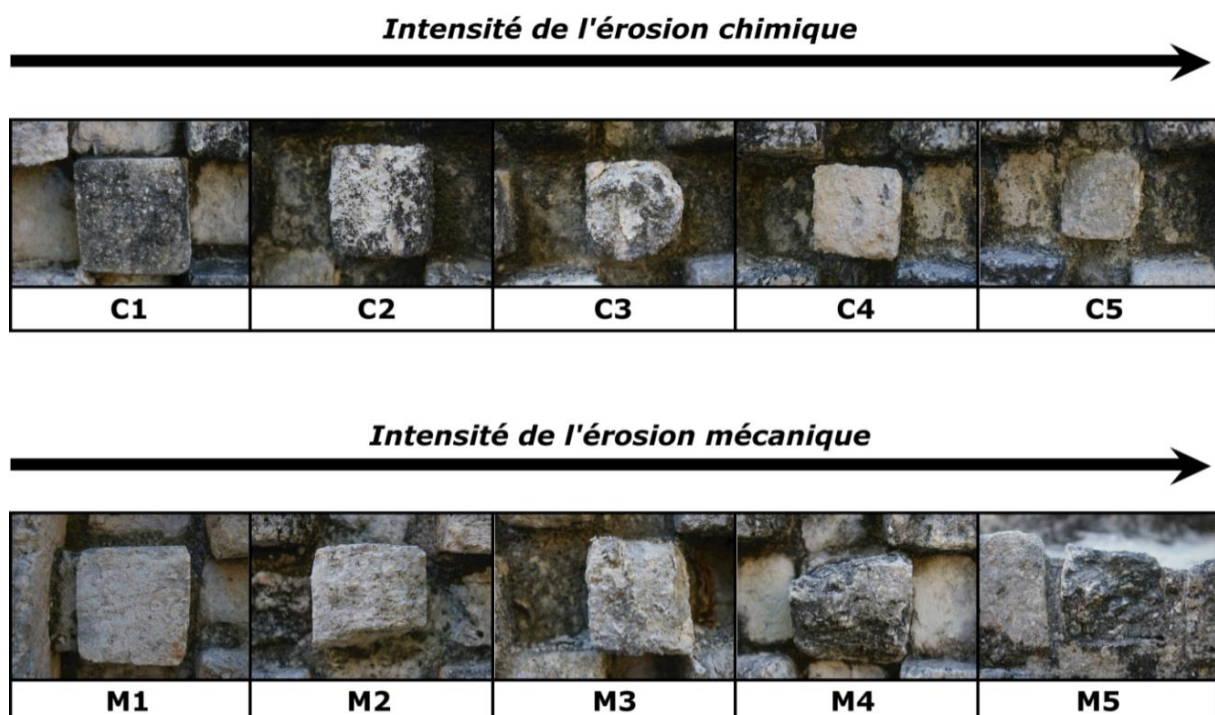 Intensité de l'érosion chimique
C1 C2 C3 C4 C5
Intensité de l'érosion mécanique
M1 M2 M3 M4 M5